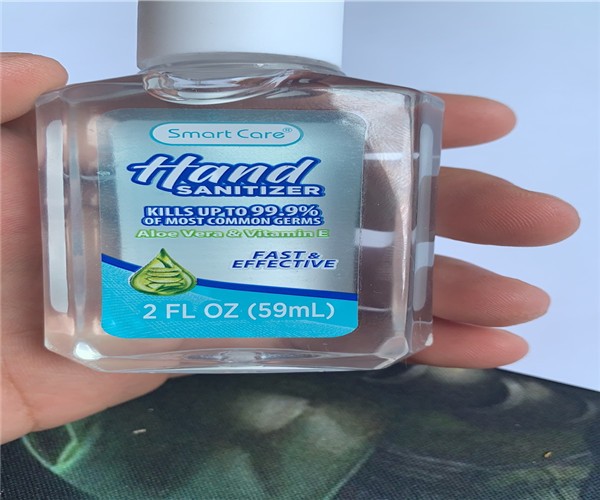 Smart Care®
Hand
SANITIZER
KILLS UP TO 99.9%
OF MOST COMMON GERMS
Aloe Vera & Vitamin E
FAST &
EFFECTIVE
2 FL OZ (59mL)